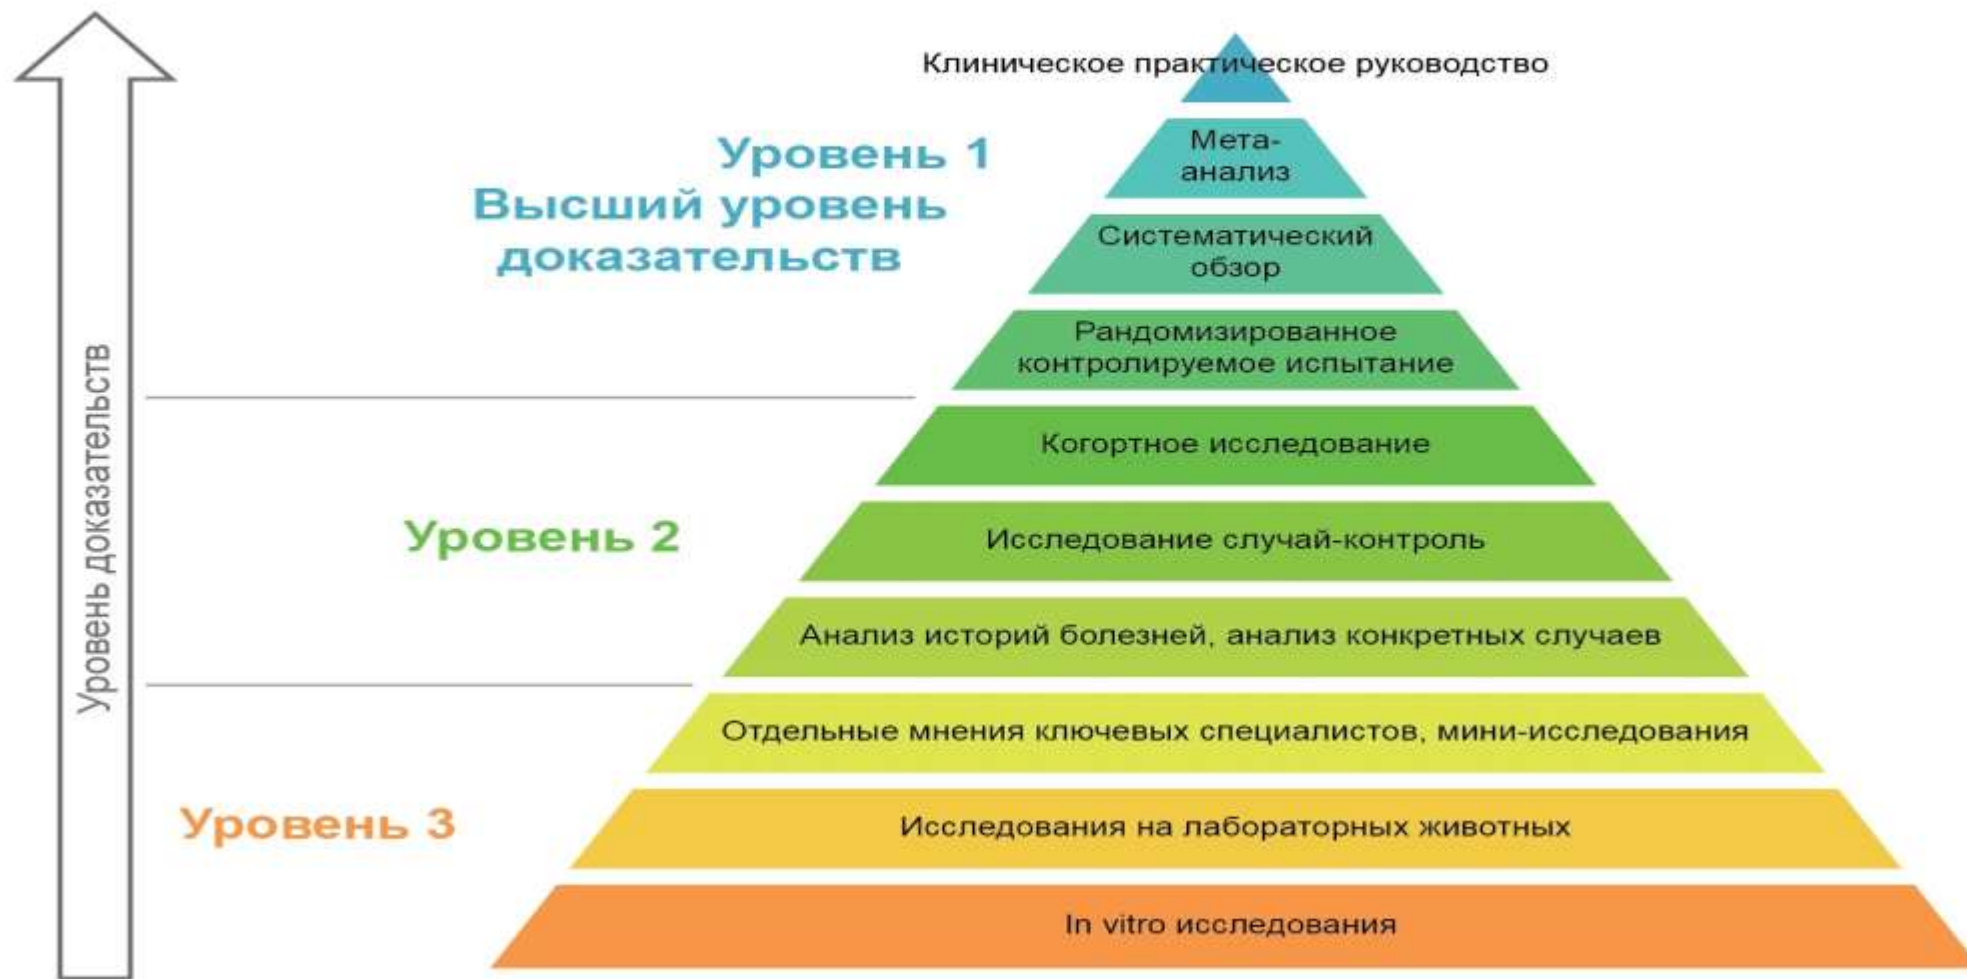 Клиническое практическое руководство
Уровень 1
Высший уровень
доказательств
Мета-
анализ
Систематический
обзор
Рандомизированное
контролируемое испытание
Уровень доказательств
Когортное исследование
Уровень 2
Исследование случай-контроль
Анализ историй болезней, анализ конкретных случаев
Отдельные мнения ключевых специалистов, мини-исследования
Уровень 3
Исследования на лабораторных животных
In vitro исследования